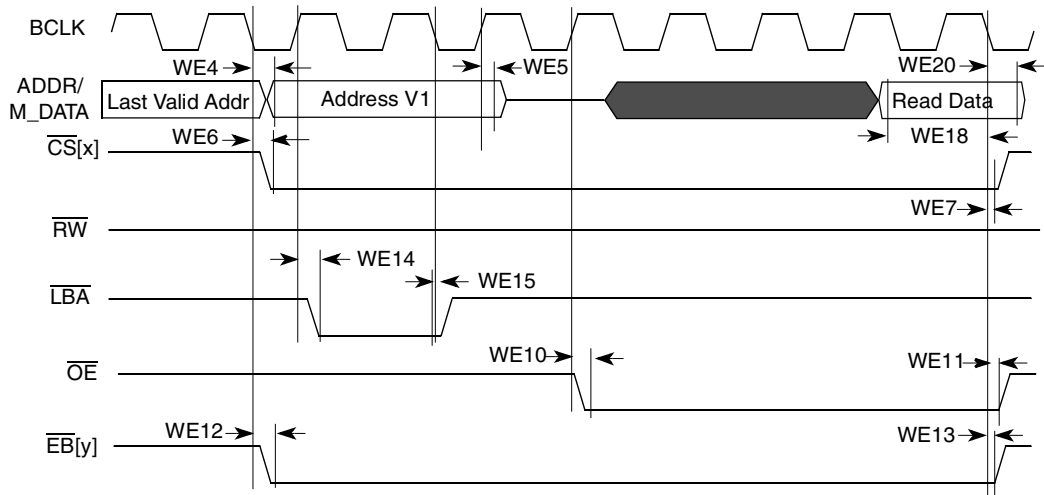 BCLK
WE4
WE5
WE20
ADDR/
M_DATA
Last Valid Addr
Address V1
Read Data
WE6
WE18
CS[x]
WE7
RW
WE14
WE15
LBA
WE10
WE11
OE
WE12
WE13
EB[y]